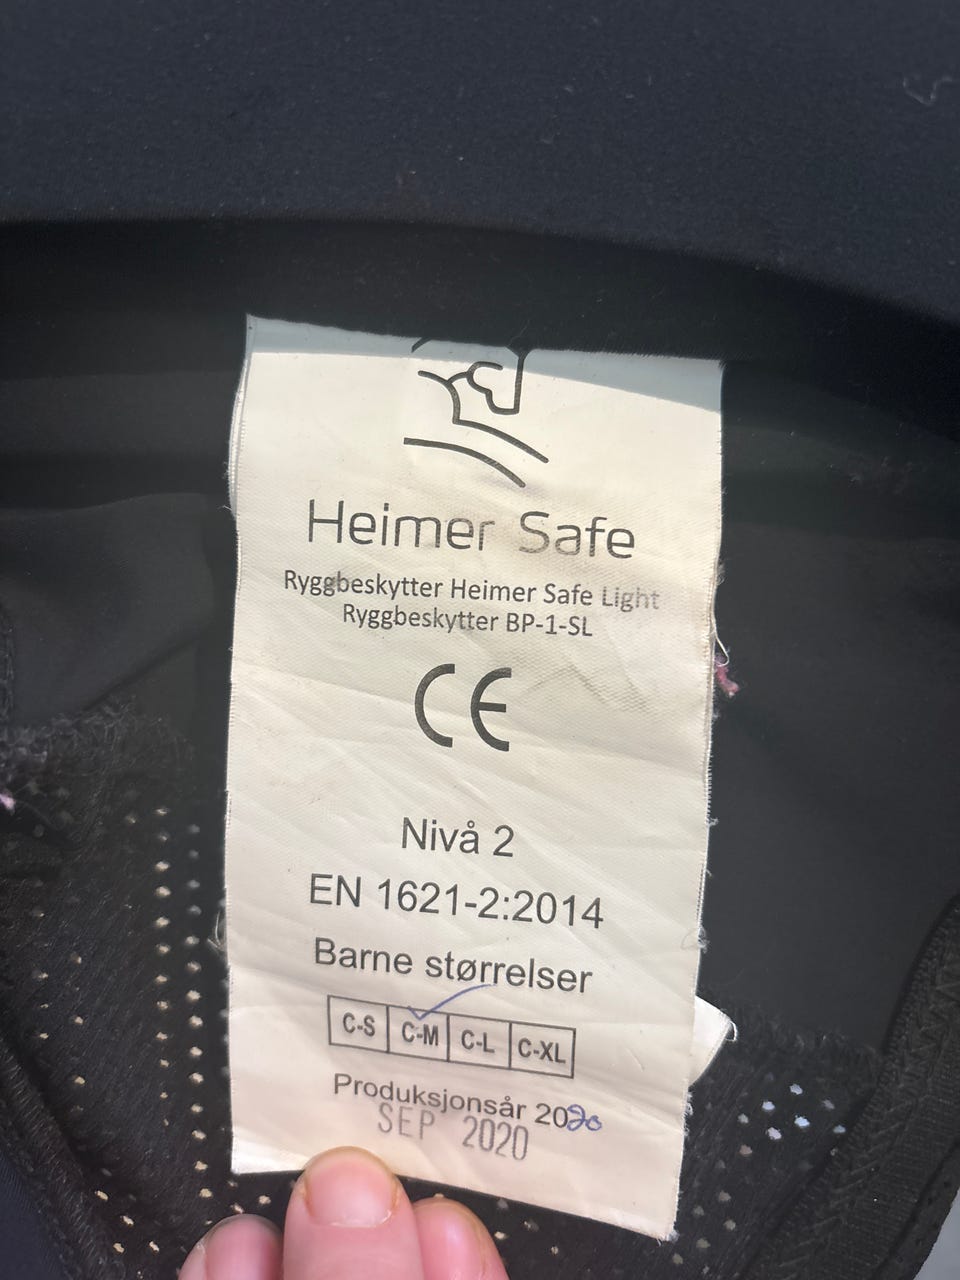 Heimer Safe
Ryggbeskytter Heimer Safe Light
Ryggbeskytter BP-1-SL
CE
Nivå 2
EN 1621-2:2014
Barne størrelser
C-S C-M C-L C-XL
Produksjonsår 2020
SEP 2020